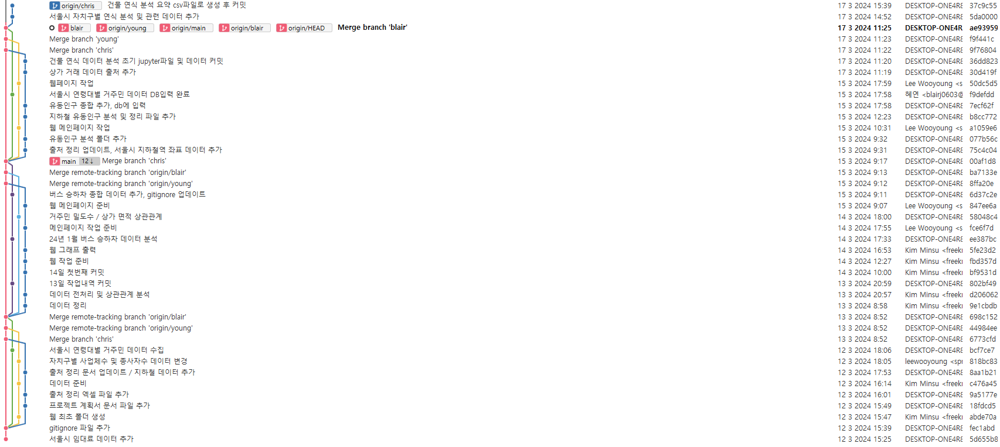 origin/chris 건물 연식 분석 요약 csv파일로 생성 후 커밋 17 3 2024 15:39 DESKTOP-ONE4R8 37c9c55
서울시 자치구별 연식 분석 및 관련 데이터 추가 17 3 2024 14:52 DESKTOP-ONE4R8 5da0000
blair origin/young origin/main origin/blair origin/HEAD Merge branch 'blair' 17 3 2024 11:25 DESKTOP-ONE4R ae93959
Merge branch 'young' 17 3 2024 11:23 DESKTOP-ONE4R8 f9f441c
Merge branch 'chris' 17 3 2024 11:22 DESKTOP-ONE4R8 9f76804
건물 연식 데이터 분석 초기 jupyter파일 및 데이터 커밋 17 3 2024 11:20 DESKTOP-ONE4R8 36dd823
상가 거래 데이터 출처 추가 17 3 2024 11:19 DESKTOP-ONE4R8 30d419f
웹페이지 작업 15 3 2024 17:59 Lee Wooyoung <s 50dc5d5
서울시 연령대별 거주민 데이터 DB입력 완료 15 3 2024 17:58 혜연 <blairj0603@ f9defdd
유동인구 종합 추가, db에 입력 15 3 2024 17:58 DESKTOP-ONE4R8 7ecf62f
지하철 유동인구 분석 및 정리 파일 추가 15 3 2024 12:23 DESKTOP-ONE4R8 b8cc772
웹 메인페이지 작업 15 3 2024 10:31 Lee Wooyoung <s a1059e6
유동인구 분석 폴더 추가 15 3 2024 9:32 DESKTOP-ONE4R8 077b56c
출처 정리 업데이트, 서울시 지하철역 좌표 데이터 추가 15 3 2024 9:31 DESKTOP-ONE4R8 75c4c04
main 12↓ Merge branch 'chris' 15 3 2024 9:17 DESKTOP-ONE4R8 00af1d8
Merge remote-tracking branch 'origin/blair' 15 3 2024 9:13 DESKTOP-ONE4R8 ba7133e
Merge remote-tracking branch 'origin/young' 15 3 2024 9:12 DESKTOP-ONE4R8 8ffa20e
버스 승하차 종합 데이터 추가, gitignore 업데이트 15 3 2024 9:11 DESKTOP-ONE4R8 6d37c2e
웹 메인페이지 준비 15 3 2024 9:07 Lee Wooyoung <s 847ee6a
거주민 밀도수 / 상가 면적 상관관계 14 3 2024 18:00 DESKTOP-ONE4R8 58048c4
메인페이지 작업 준비 14 3 2024 17:55 Lee Wooyoung <s fce6f7d
24년 1월 버스 승하차 데이터 분석 14 3 2024 17:33 DESKTOP-ONE4R8 ee387bc
웹 그래프 출력 14 3 2024 16:53 Kim Minsu <freekr 5fe23d2
웹 작업 준비 14 3 2024 12:27 Kim Minsu <freekr fbd357d
14일 첫번째 커밋 14 3 2024 10:00 Kim Minsu <freekr bf9531d
13일 작업내역 커밋 13 3 2024 20:59 DESKTOP-ONE4R8 802bf49
데이터 전처리 및 상관관계 분석 13 3 2024 20:57 Kim Minsu <freekr d206062
데이터 정리 13 3 2024 8:58 Kim Minsu <freekr 9e1cbdb
Merge remote-tracking branch 'origin/blair' 13 3 2024 8:52 DESKTOP-ONE4R8 698c152
Merge remote-tracking branch 'origin/young' 13 3 2024 8:52 DESKTOP-ONE4R8 44984ee
Merge branch 'chris' 13 3 2024 8:52 DESKTOP-ONE4R8 6773cfd
서울시 연령대별 거주민 데이터 수집 12 3 2024 18:06 DESKTOP-ONE4R8 bcf7ce7
자치구별 사업체수 및 종사자수 데이터 변경 12 3 2024 18:05 leewooyoung <spr 818bc83
출처 정리 문서 업데이트 / 지하철 데이터 추가 12 3 2024 17:53 DESKTOP-ONE4R8 8aa1b21
데이터 준비 12 3 2024 16:14 Kim Minsu <freekr c476a45
출처 정리 엑셀 파일 추가 12 3 2024 16:01 DESKTOP-ONE4R8 9a5177e
프로젝트 계획서 문서 파일 추가 12 3 2024 15:49 DESKTOP-ONE4R8 18fdcd5
웹 최초 폴더 생성 12 3 2024 15:47 Kim Minsu <freekr abde70a
gitignore 파일 추가 12 3 2024 15:39 DESKTOP-ONE4R8 fec1abd
서울시 임대료 데이터 추가 12 3 2024 15:25 DESKTOP-ONE4R8 5d655b8